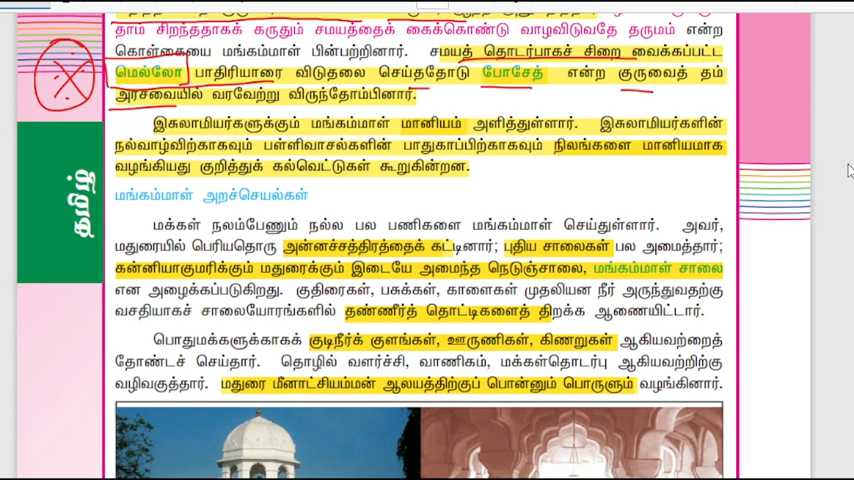 தாம் சிறந்ததாகக் கருதும் சமயத்தைக் கைக்கொண்டு வாழவிடுவதே தருமம் என்ற
கொள்கையை மங்கம்மாள் பின்பற்றினார். சமயத் தொடர்பாகச் சிறை வைக்கப்பட்ட
மெல்லோ பாதிரியாரை விடுதலை செய்ததோடு போசேத் என்ற குருவைத் தம்
அரசவையில் வரவேற்று விருந்தோம்பினார்.
இசுலாமியர்களுக்கும் மங்கம்மாள் மானியம் அளித்துள்ளார். இசுலாமியர்களின்
நல்வாழ்விற்காகவும் பள்ளிவாசல்களின் பாதுகாப்பிற்காகவும் நிலங்களை மானியமாக
வழங்கியது குறித்துக் கல்வெட்டுகள் கூறுகின்றன.
தமிழ்
மங்கம்மாள் அறச்செயல்கள்
மக்கள் நலம்பேணும் நல்ல பல பணிகளை மங்கம்மாள் செய்துள்ளார். அவர்,
மதுரையில் பெரியதொரு அன்னச்சத்திரத்தைக் கட்டினார்; புதிய சாலைகள் பல அமைத்தார்;
கன்னியாகுமரிக்கும் மதுரைக்கும் இடையே அமைந்த நெடுஞ்சாலை, மங்கம்மாள் சாலை
என அழைக்கப்படுகிறது. குதிரைகள், பசுக்கள், காளைகள் முதலியன நீர் அருந்துவதற்கு
வசதியாகச் சாலையோரங்களில் தண்ணீர்த் தொட்டிகளைத் திறக்க ஆணையிட்டார்.
பொதுமக்களுக்காகக் குடிநீர்க் குளங்கள், ஊருணிகள், கிணறுகள் ஆகியவற்றைத்
தோண்டச் செய்தார். தொழில் வளர்ச்சி, வாணிகம், மக்கள்தொடர்பு ஆகியவற்றிற்கு
வழிவகுத்தார். மதுரை மீனாட்சியம்மன் ஆலயத்திற்குப் பொன்னும் பொருளும் வழங்கினார்.